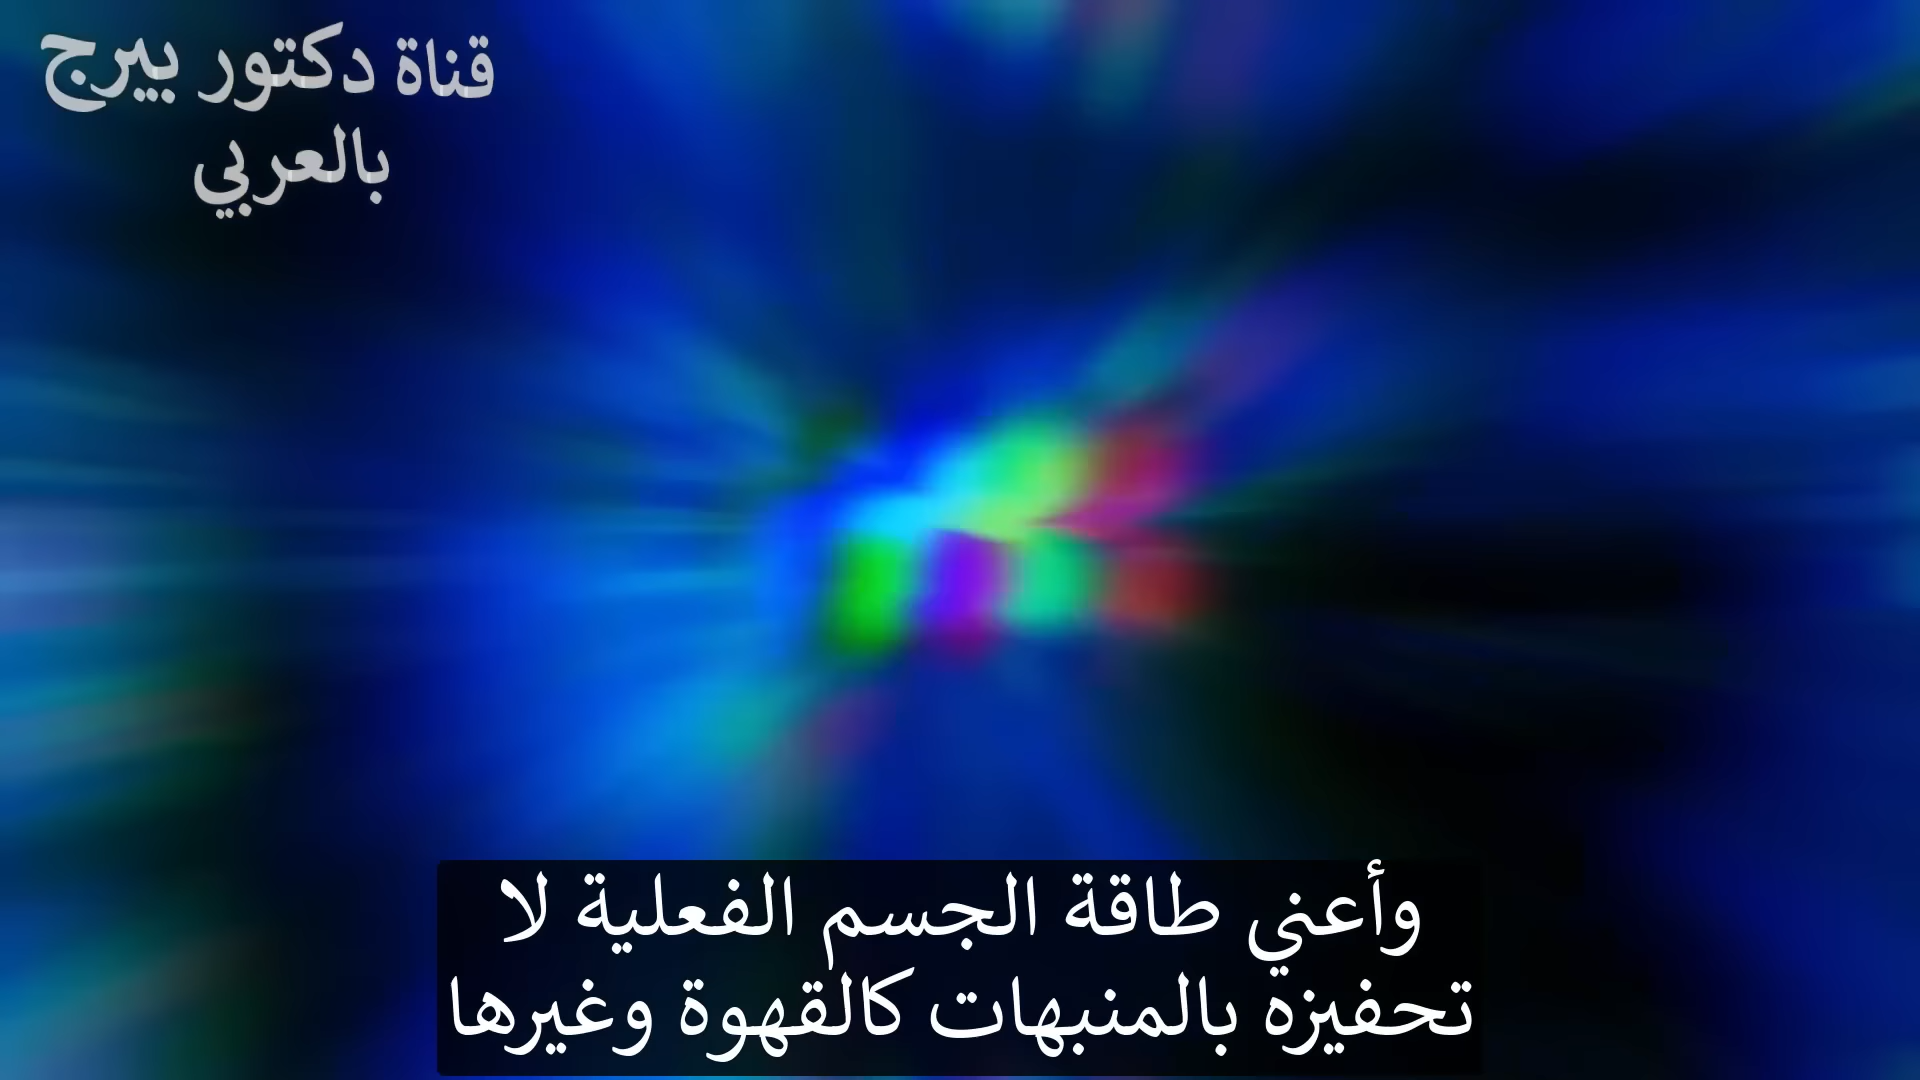 قناة دكتور بيرج
بالعربي
وأعني طاقة الجسم الفعلية لا
تحفيزه بالمنبهات كالقهوة وغيرها